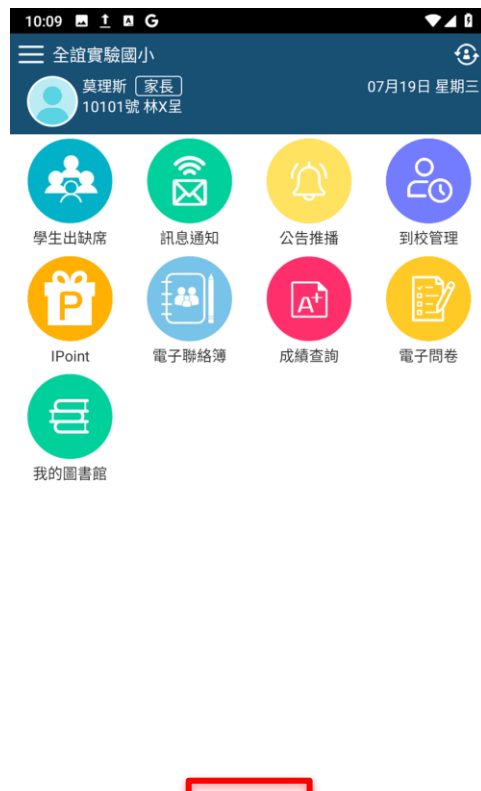 10:09
G
全誼實驗國小
莫理斯 家長
07月19日 星期三
10101號 林X呈
學生出缺席 訊息通知 公告推播 到校管理
P A+
IPoint 電子聯絡簿 成績查詢 電子問卷
我的圖書館